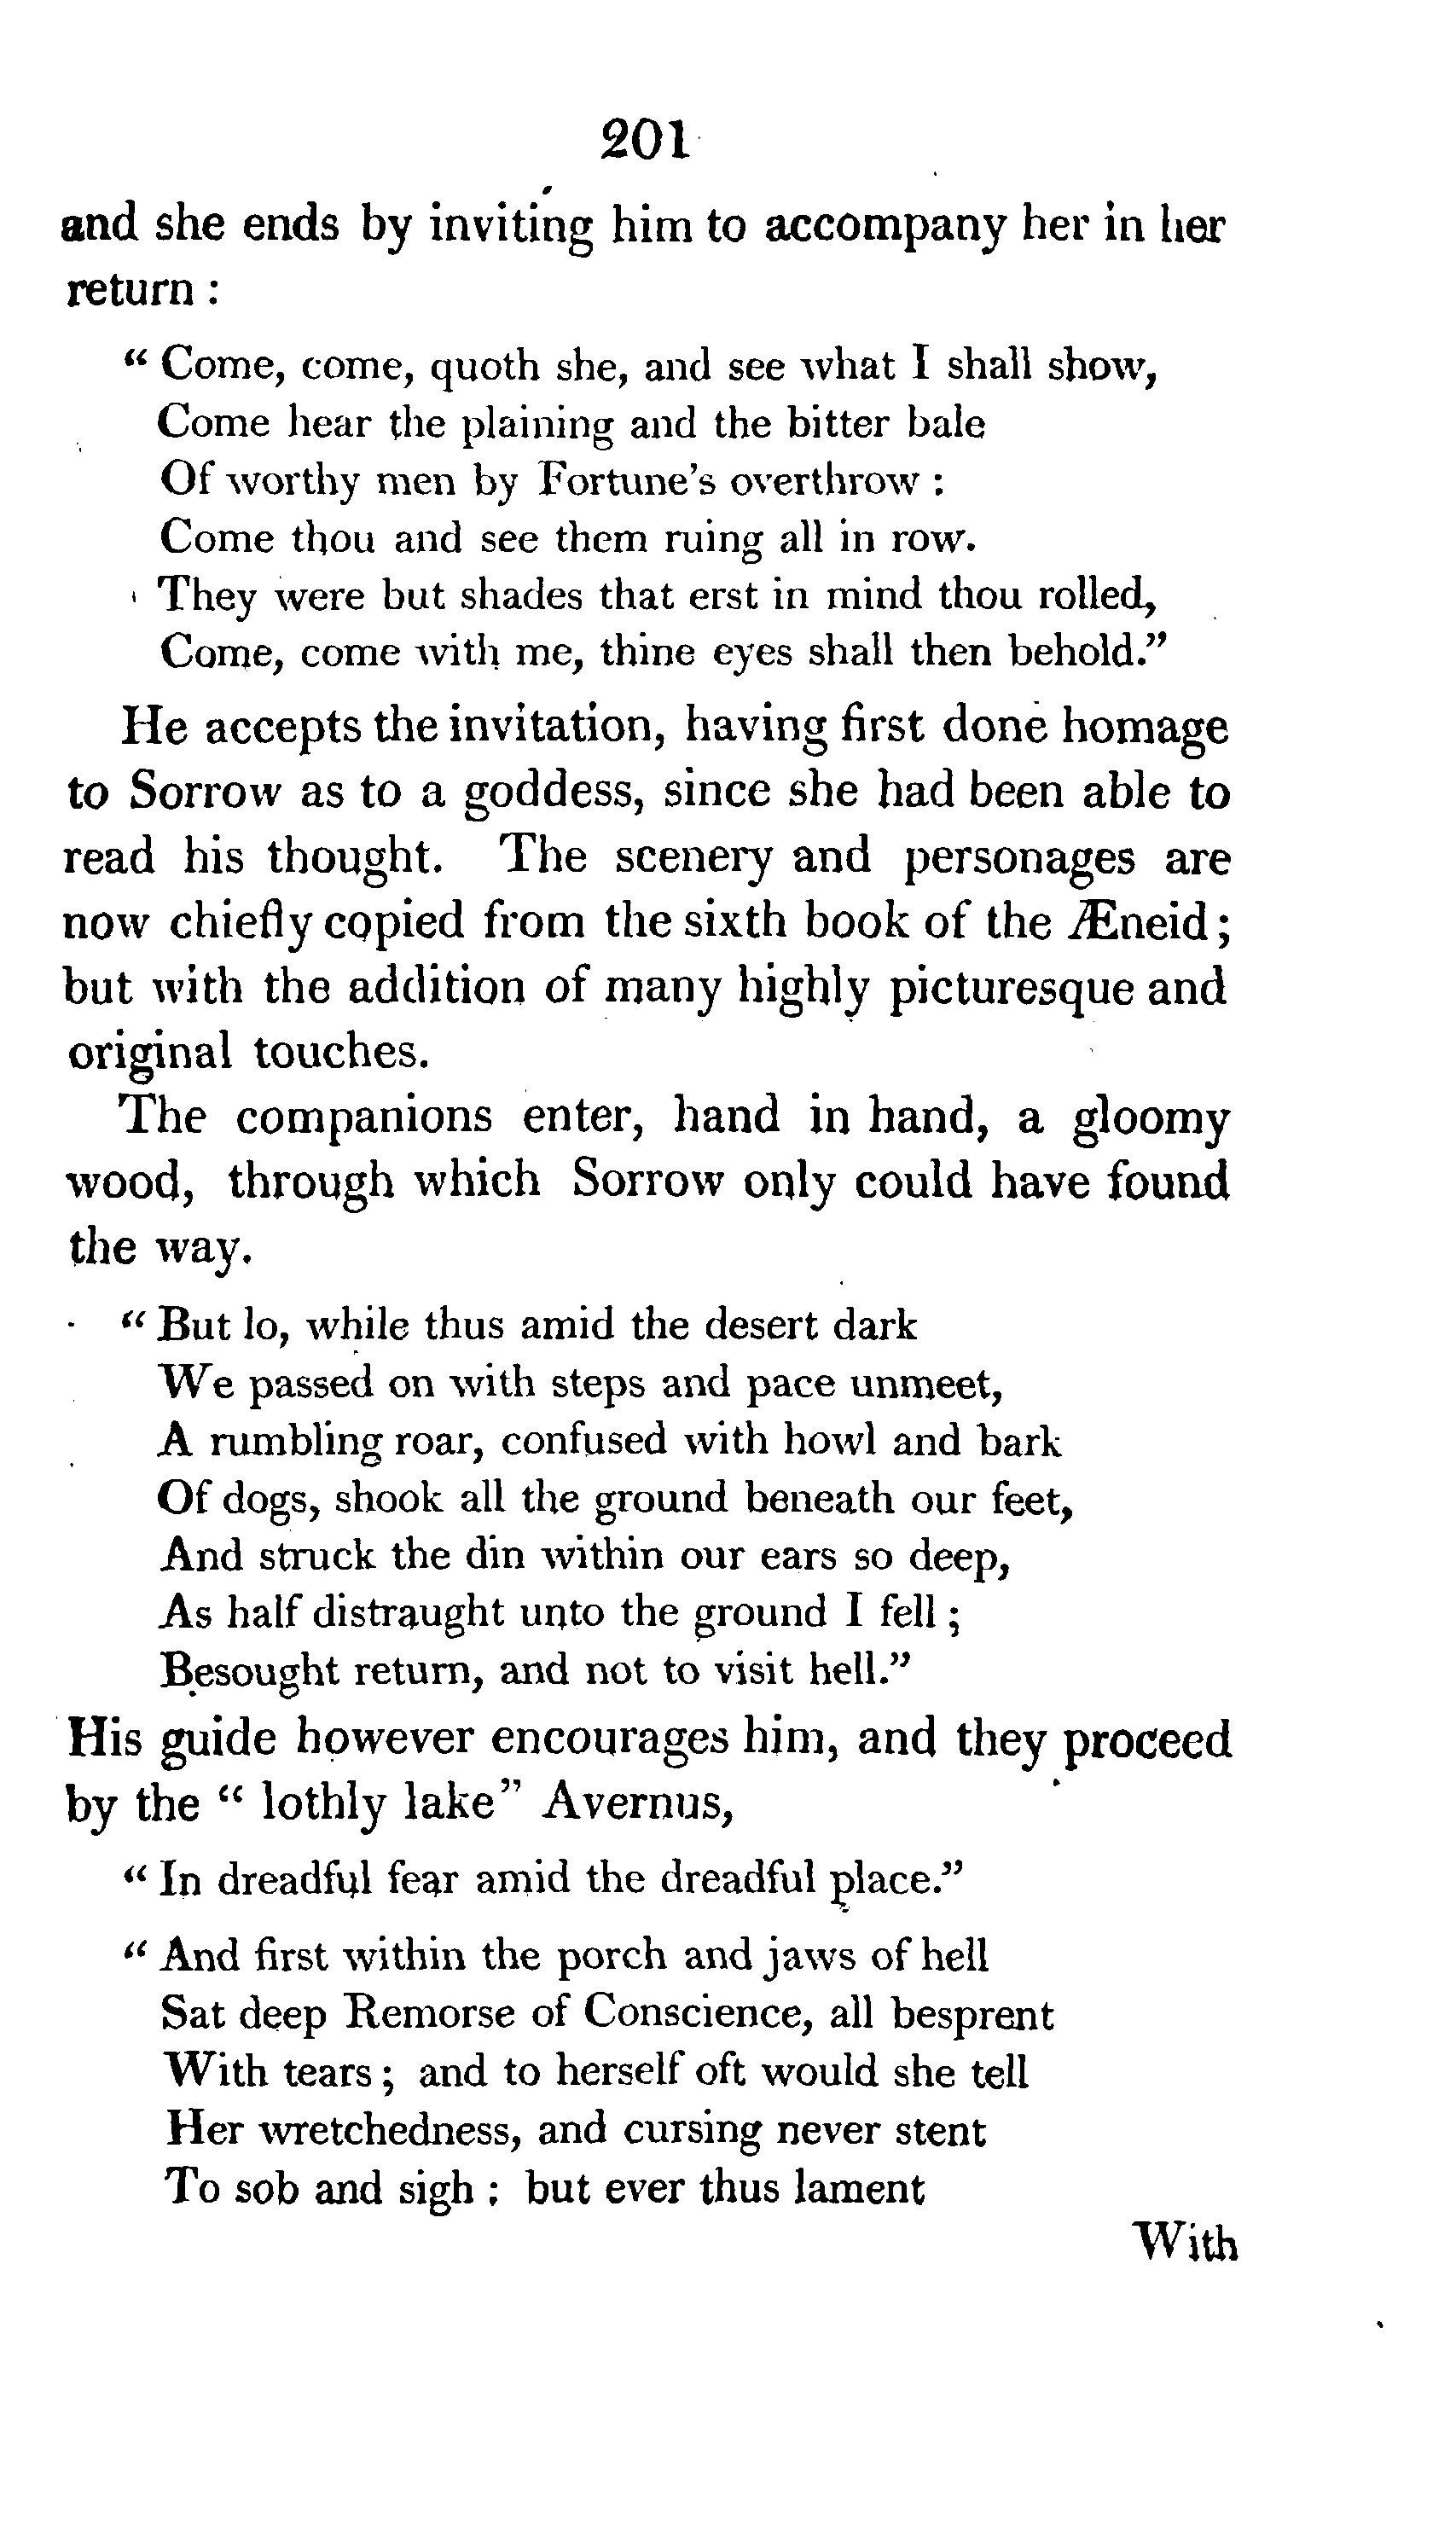 201
and she ends by inviting him to accompany her in her
return :
“ Come, come, quoth she, and see what I shall show,
Come hear the plaining and the bitter bale
Of worthy men by Fortune's overthrow :
Come thou and see them ruing all in row.
They were but shades that erst in mind thou rolled,
Come, come with me, thine eyes shall then behold.”
He accepts the invitation, having first done homage
to Sorrow as to a goddess, since she had been able to
read his thought. The scenery and personages are
now chiefly copied from the sixth book of the Æneid;
but with the addition of many highly picturesque and
original touches.
The companions enter, hand in hand, a gloomy
wood, through which Sorrow only could have found
the way.
“ But lo, while thus amid the desert dark
We passed on with steps and pace unmeet,
A rumbling roar, confused with howl and bark
Of dogs, shook all the ground beneath our feet,
And struck the din within our ears so deep,
As half distraught unto the ground I fell ;
Besought return, and not to visit hell.”
His guide however encourages him, and they proceed
by the “ lothly lake” Avernus,
“ In dreadful fear amid the dreadful place.”
“ And first within the porch and jaws of hell
Sat deep Remorse of Conscience, all besprent
With tears ; and to herself oft would she tell
Her wretchedness, and cursing never stent
To sob and sigh : but ever thus lament
With